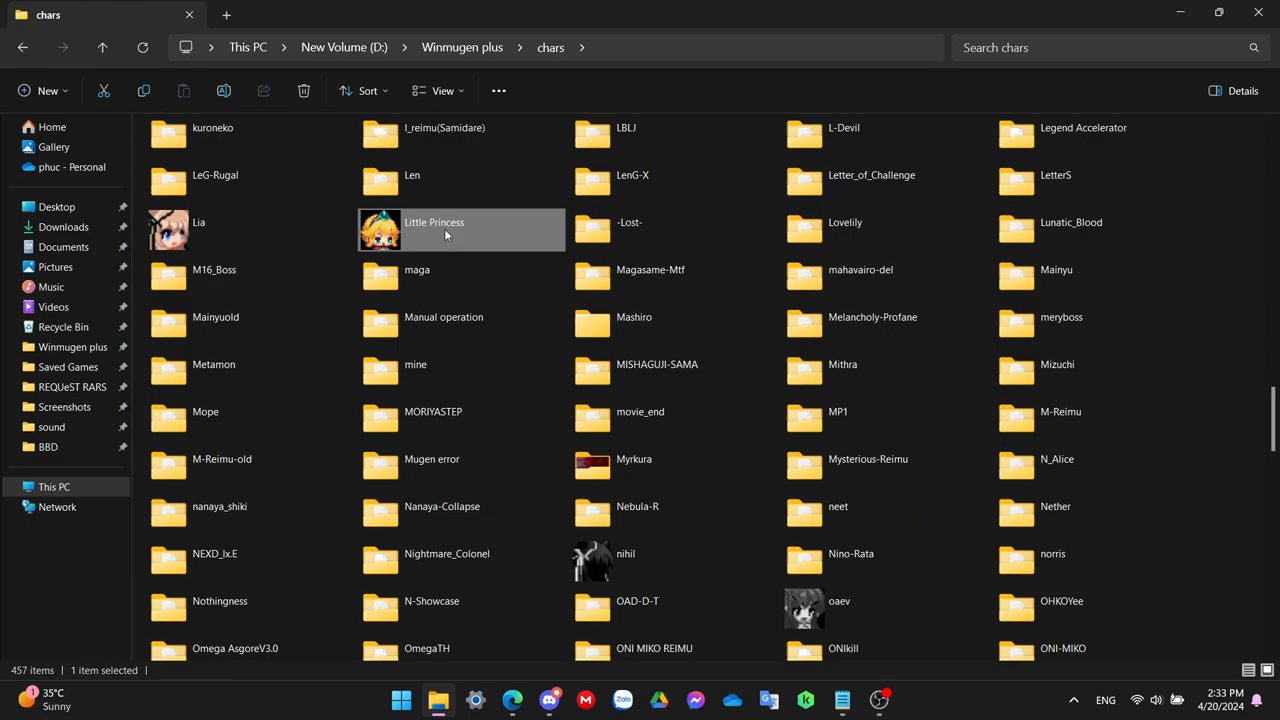 chars
This PC
New Volume (D:)
Winmugen plus
chars
Search chars
New
Sort
View
Details
Home
Gallery
phuc - Personal
Desktop
Downloads
Documents
Pictures
Music
Videos
Recycle Bin
Winmugen plus
Saved Games
REQUeST RARS
Screenshots
sound
BBD
This PC
Network
kuroneko
I_reimu(Samidare)
LBLJ
L-Devil
Legend Accelerator
LeG-Rugal
Len
LenG-X
Letter_of_Challenge
LetterS
Lia
Little Princess
-Lost-
Lovelily
Lunatic_Blood
M16_Boss
maga
Magasame-Mtf
mahavairo-del
Mainyu
Mainyuold
Manual operation
Mashiro
Melancholy-Profane
meryboss
Metamon
mine
MISHAGUJI-SAMA
Mithra
Mizuchi
Mope
MORIYASTEP
movie_end
MP1
M-Reimu
M-Reimu-old
Mugen error
Myrkura
Mysterious-Reimu
N_Alice
nanaya_shiki
Nanaya-Collapse
Nebula-R
neet
Nether
NEXD_Ix.E
Nightmare_Colonel
nihil
Nino-Rata
norris
Nothingness
N-Showcase
OAD-D-T
oaev
OHKOYee
Omega AsgoreV3.0
OmegaTH
ONI MIKO REIMU
ONIkill
ONI-MIKO
457 items
1 item selected
1
35°C
Sunny
M
Zalo
k
ENG
2:33 PM
4/20/2024